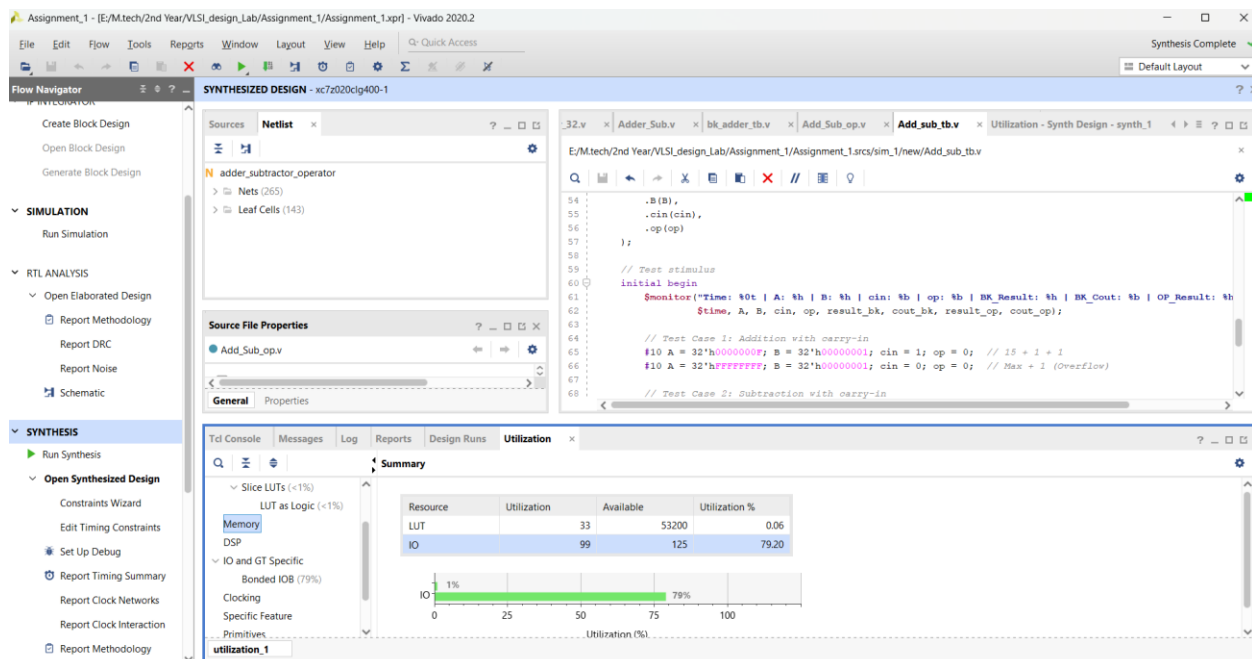 Assignment_1 - [E:/M.tech/2nd Year/VLSI_design_Lab/Assignment_1/Assignment_1.xpr] - Vivado 2020.2
File Edit Flow Tools Reports Window Layout View Help Quick Access
Synthesis Complete
Default Layout
Flow Navigator
SYNTHESIZED DESIGN - xc7z020clg400-1
IP INTEGRATOR
Create Block Design
Open Block Design
Generate Block Design
SIMULATION
Run Simulation
RTL ANALYSIS
Open Elaborated Design
Report Methodology
Report DRC
Report Noise
Schematic
SYNTHESIS
Run Synthesis
Open Synthesized Design
Constraints Wizard
Edit Timing Constraints
Set Up Debug
Report Timing Summary
Report Clock Networks
Report Clock Interaction
Report Methodology
Sources Netlist
N adder_subtractor_operator
Nets (265)
Leaf Cells (143)
Source File Properties
Add_Sub_op.v
General Properties
_32.v Adder_Sub.v bk_adder_tb.v Add_Sub_op.v Add_sub_tb.v Utilization - Synth Design - synth_1
E:/M.tech/2nd Year/VLSI_design_Lab/Assignment_1/Assignment_1.srcs/sim_1/new/Add_sub_tb.v
54 .B(B),
55 .cin(cin),
56 .op(op)
57 );
58
59 // Test stimulus
60 initial begin
61 $monitor("Time: %0t | A: %h | B: %h | cin: %b | op: %b | BK_Result: %h | BK_Cout: %b | OP_Result: %h
62 $time, A, B, cin, op, result_bk, cout_bk, result_op, cout_op);
63
64 // Test Case 1: Addition with carry-in
65 #10 A = 32'h0000000F; B = 32'h00000001; cin = 1; op = 0; // 15 + 1 + 1
66 #10 A = 32'hFFFFFFFF; B = 32'h00000001; cin = 0; op = 0; // Max + 1 (Overflow)
67
68 // Test Case 2: Subtraction with carry-in
Tcl Console Messages Log Reports Design Runs Utilization
Summary
Slice LUTs (<1%)
LUT as Logic (<1%)
Memory
DSP
IO and GT Specific
Bonded IOB (79%)
Clocking
Specific Feature
Primitives
Resource Utilization Available Utilization %
LUT 33 53200 0.06
IO 99 125 79.20
1%
IO 79%
0 25 50 75 100
Utilization (%)
utilization_1